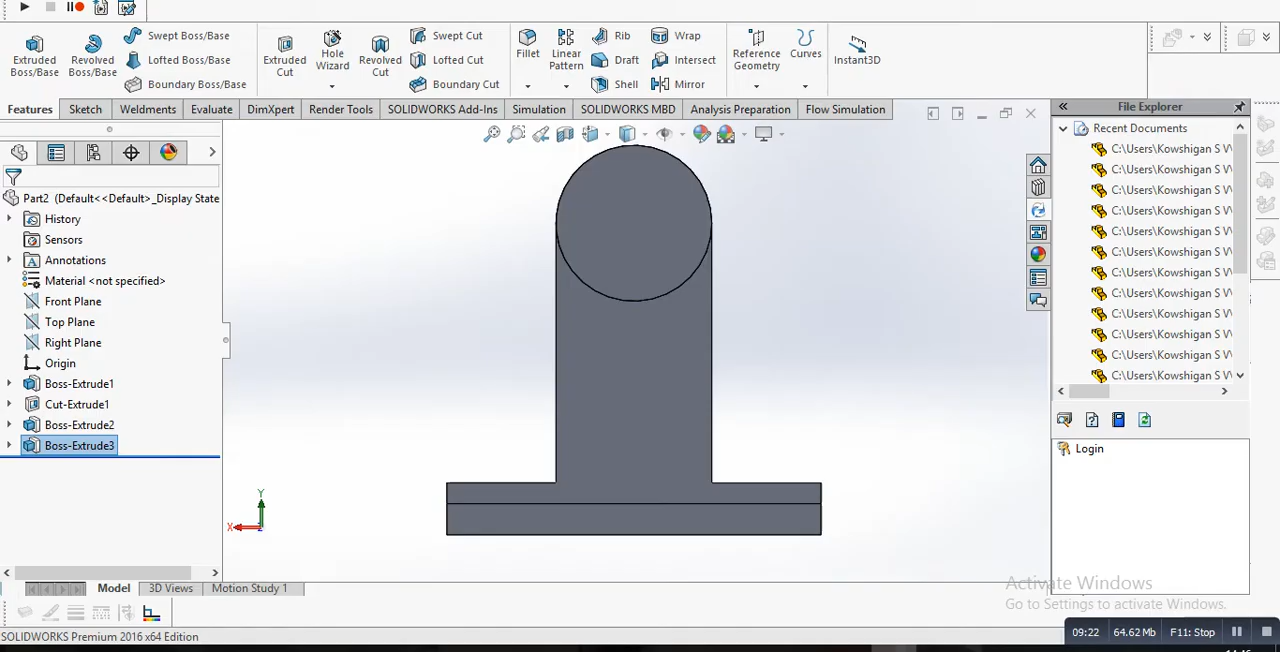 Extruded Boss/Base
Revolved Boss/Base
Swept Boss/Base
Lofted Boss/Base
Boundary Boss/Base
Extruded Cut
Hole Wizard
Revolved Cut
Swept Cut
Lofted Cut
Boundary Cut
Fillet
Linear Pattern
Rib
Draft
Shell
Wrap
Intersect
Mirror
Reference Geometry
Curves
Instant3D
Features
Sketch
Weldments
Evaluate
DimXpert
Render Tools
SOLIDWORKS Add-Ins
Simulation
SOLIDWORKS MBD
Analysis Preparation
Flow Simulation
Part2 (Default<<Default>_Display State
History
Sensors
Annotations
Material <not specified>
Front Plane
Top Plane
Right Plane
Origin
Boss-Extrude1
Cut-Extrude1
Boss-Extrude2
Boss-Extrude3
Y
X
File Explorer
Recent Documents
C:\Users\Kowshigan S V\
C:\Users\Kowshigan S V\
C:\Users\Kowshigan S V\
C:\Users\Kowshigan S V\
C:\Users\Kowshigan S V\
C:\Users\Kowshigan S V\
C:\Users\Kowshigan S V\
C:\Users\Kowshigan S V\
C:\Users\Kowshigan S V\
C:\Users\Kowshigan S V\
C:\Users\Kowshigan S V\
C:\Users\Kowshigan S V\
Login
Activate Windows
Go to Settings to activate Windows.
Model
3D Views
Motion Study 1
SOLIDWORKS Premium 2016 x64 Edition
09:22
64.62Mb
F11: Stop